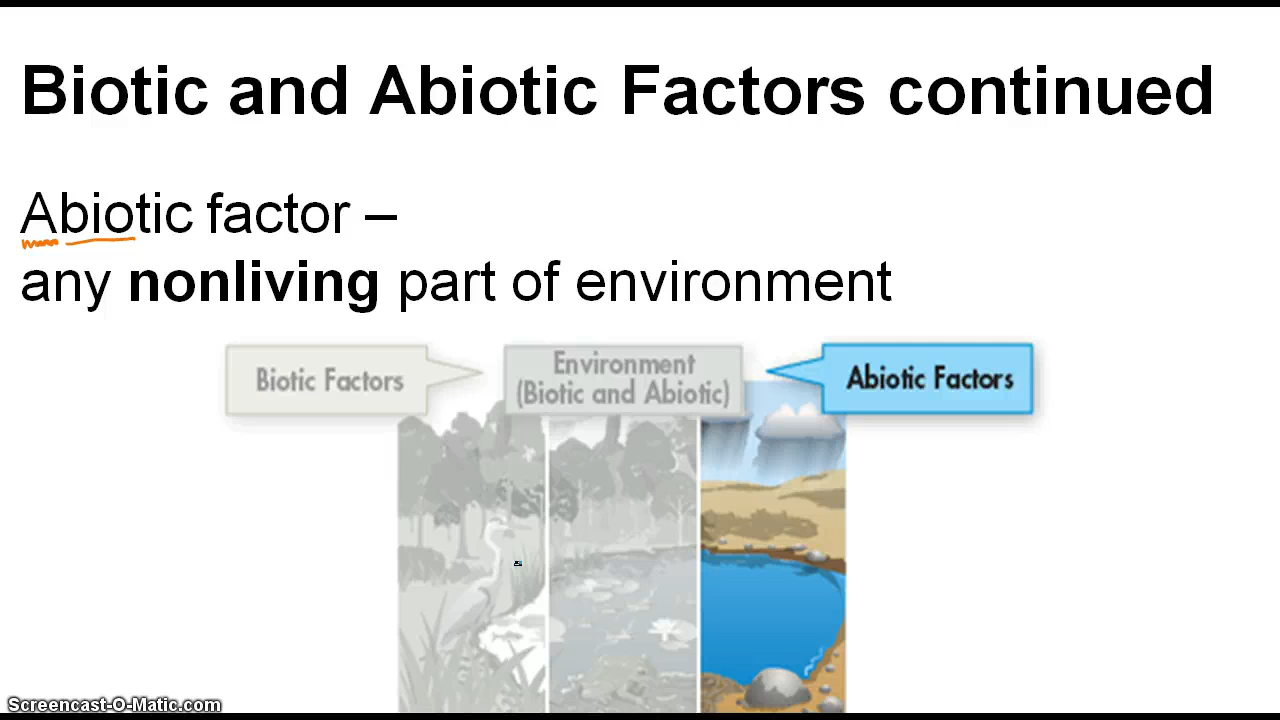 Biotic and Abiotic Factors continued
Abiotic factor –
any nonliving part of environment
Biotic Factors
Environment
(Biotic and Abiotic)
Abiotic Factors
Screencast-O-Matic.com